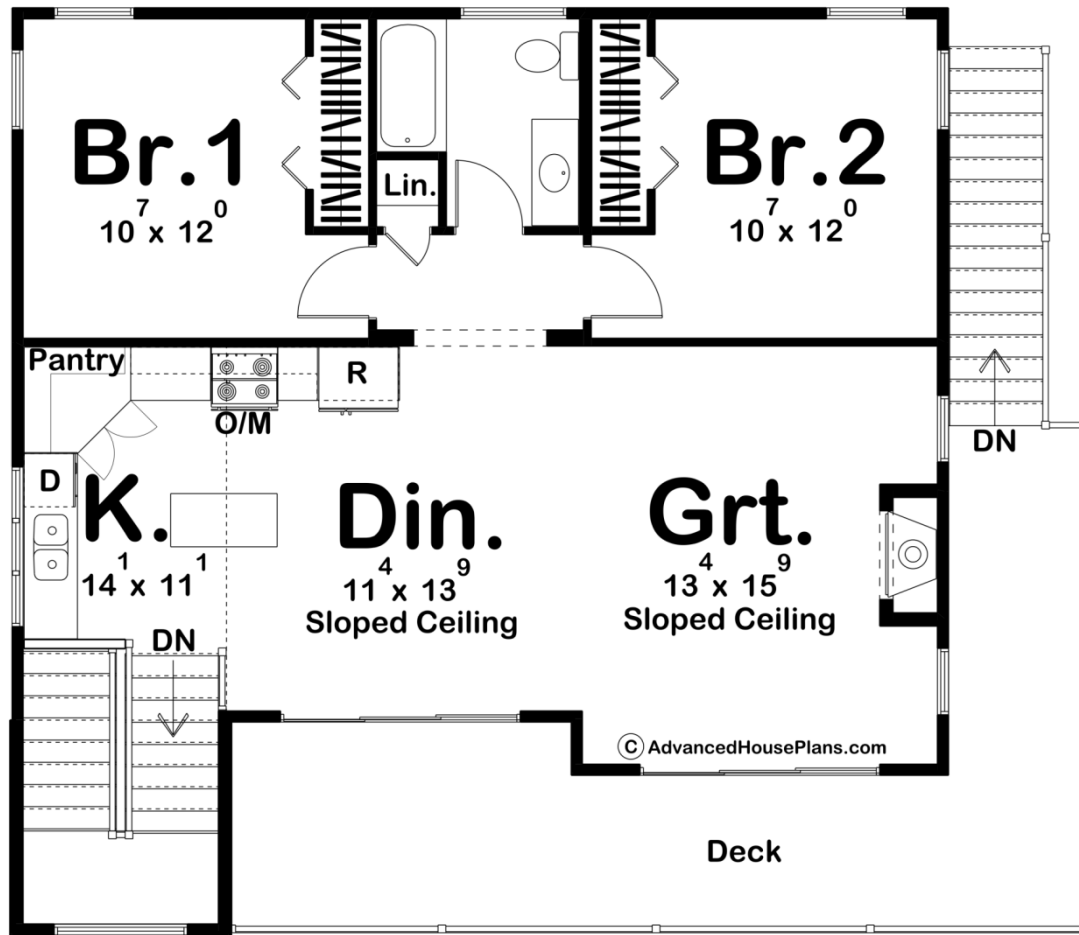 Br.1
10⁷ x 12⁰
Lin.
Br.2
10⁷ x 12⁰
Pantry
R
O/M
DN
D
K.
14¹ x 11¹
Din.
11⁴ x 13⁹
Sloped Ceiling
Grt.
13⁴ x 15⁹
Sloped Ceiling
DN
© AdvancedHousePlans.com
Deck